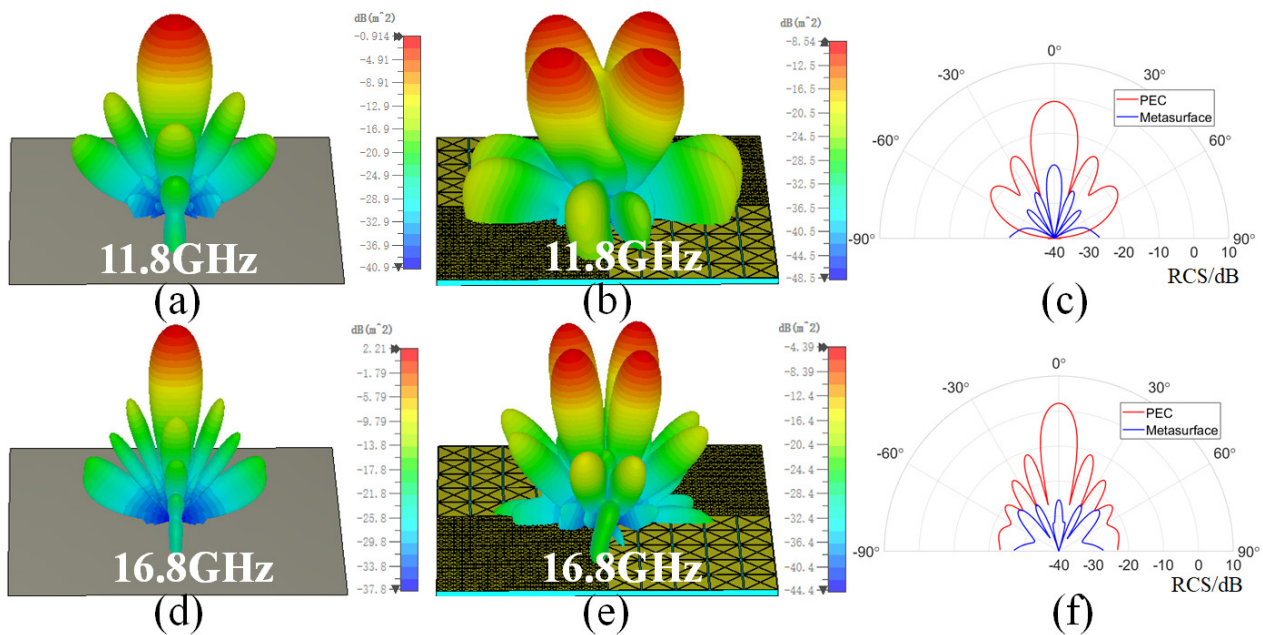 dB(m^2)
-0.914
-4.91
-8.91
-12.9
-16.9
-20.9
-24.9
-28.9
-32.9
-36.9
-40.9
11.8GHz
(a)
dB(m^2)
-8.54
-12.5
-16.5
-20.5
-24.5
-28.5
-32.5
-36.5
-40.5
-44.5
-48.5
11.8GHz
(b)
0°
-30°
30°
-60°
60°
-90°
90°
PEC
Metasurface
-40 -30 -20 -10 0 10
RCS/dB
(c)
dB(m^2)
2.21
-1.79
-5.79
-9.79
-13.8
-17.8
-21.8
-25.8
-29.8
-33.8
-37.8
16.8GHz
(d)
dB(m^2)
-4.39
-8.39
-12.4
-16.4
-20.4
-24.4
-28.4
-32.4
-36.4
-40.4
-44.4
16.8GHz
(e)
0°
-30°
30°
-60°
60°
-90°
90°
PEC
Metasurface
-40 -30 -20 -10 0 10
RCS/dB
(f)